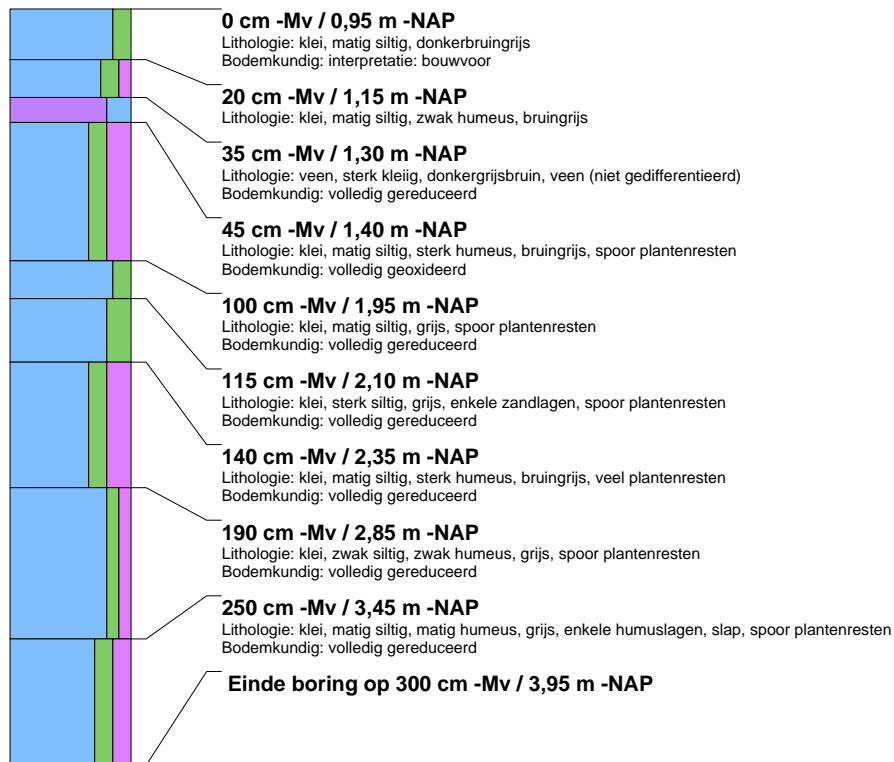 0 cm -Mv / 0,95 m -NAP
Lithologie: klei, matig siltig, donkerbruingrijs
Bodemkundig: interpretatie: bouwvoor
20 cm -Mv / 1,15 m -NAP
Lithologie: klei, matig siltig, zwak humeus, bruingrijs
35 cm -Mv / 1,30 m -NAP
Lithologie: veen, sterk kleiig, donkergrijsbruin, veen (niet gedifferentieerd)
Bodemkundig: volledig gereduceerd
45 cm -Mv / 1,40 m -NAP
Lithologie: klei, matig siltig, sterk humeus, bruingrijs, spoor plantenresten
Bodemkundig: volledig geoxideerd
100 cm -Mv / 1,95 m -NAP
Lithologie: klei, matig siltig, grijs, spoor plantenresten
Bodemkundig: volledig gereduceerd
115 cm -Mv / 2,10 m -NAP
Lithologie: klei, sterk siltig, grijs, enkele zandlagen, spoor plantenresten
Bodemkundig: volledig gereduceerd
140 cm -Mv / 2,35 m -NAP
Lithologie: klei, matig siltig, sterk humeus, bruingrijs, veel plantenresten
Bodemkundig: volledig gereduceerd
190 cm -Mv / 2,85 m -NAP
Lithologie: klei, zwak siltig, zwak humeus, grijs, spoor plantenresten
Bodemkundig: volledig gereduceerd
250 cm -Mv / 3,45 m -NAP
Lithologie: klei, matig siltig, matig humeus, grijs, enkele humuslagen, slap, spoor plantenresten
Bodemkundig: volledig gereduceerd
Einde boring op 300 cm -Mv / 3,95 m -NAP